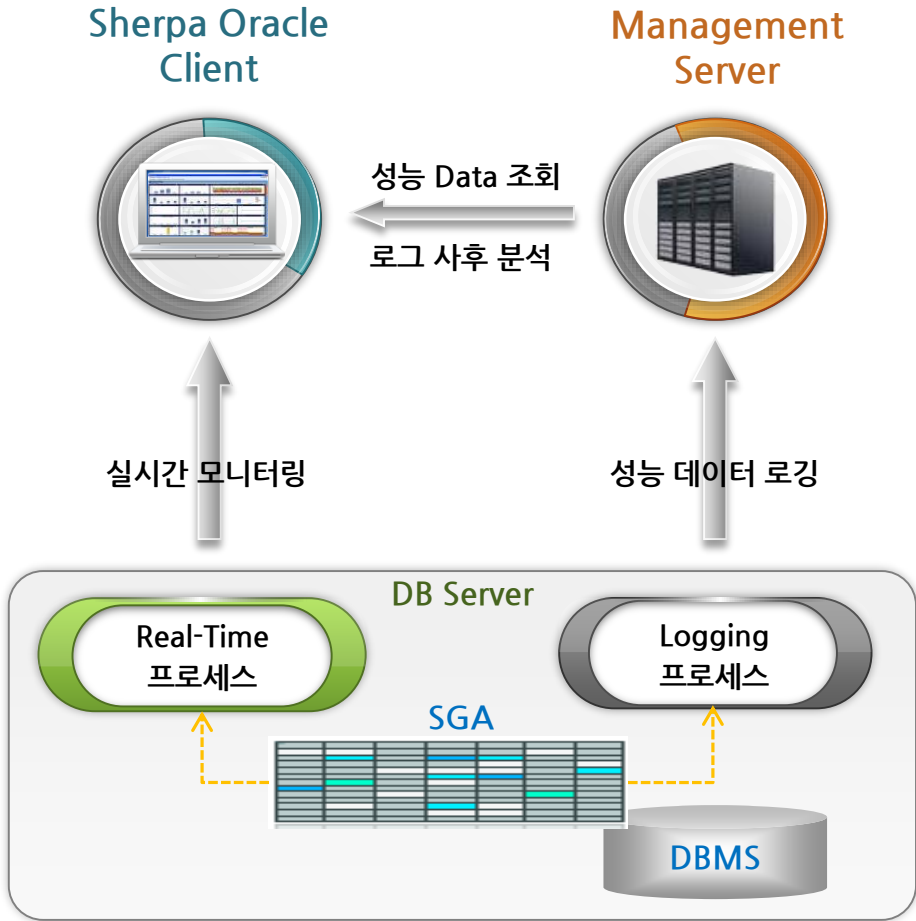 Sherpa Oracle
Client
Management
Server
성능 Data 조회
로그 사후 분석
실시간 모니터링
성능 데이터 로깅
DB Server
Real-Time
프로세스
Logging
프로세스
SGA
DBMS